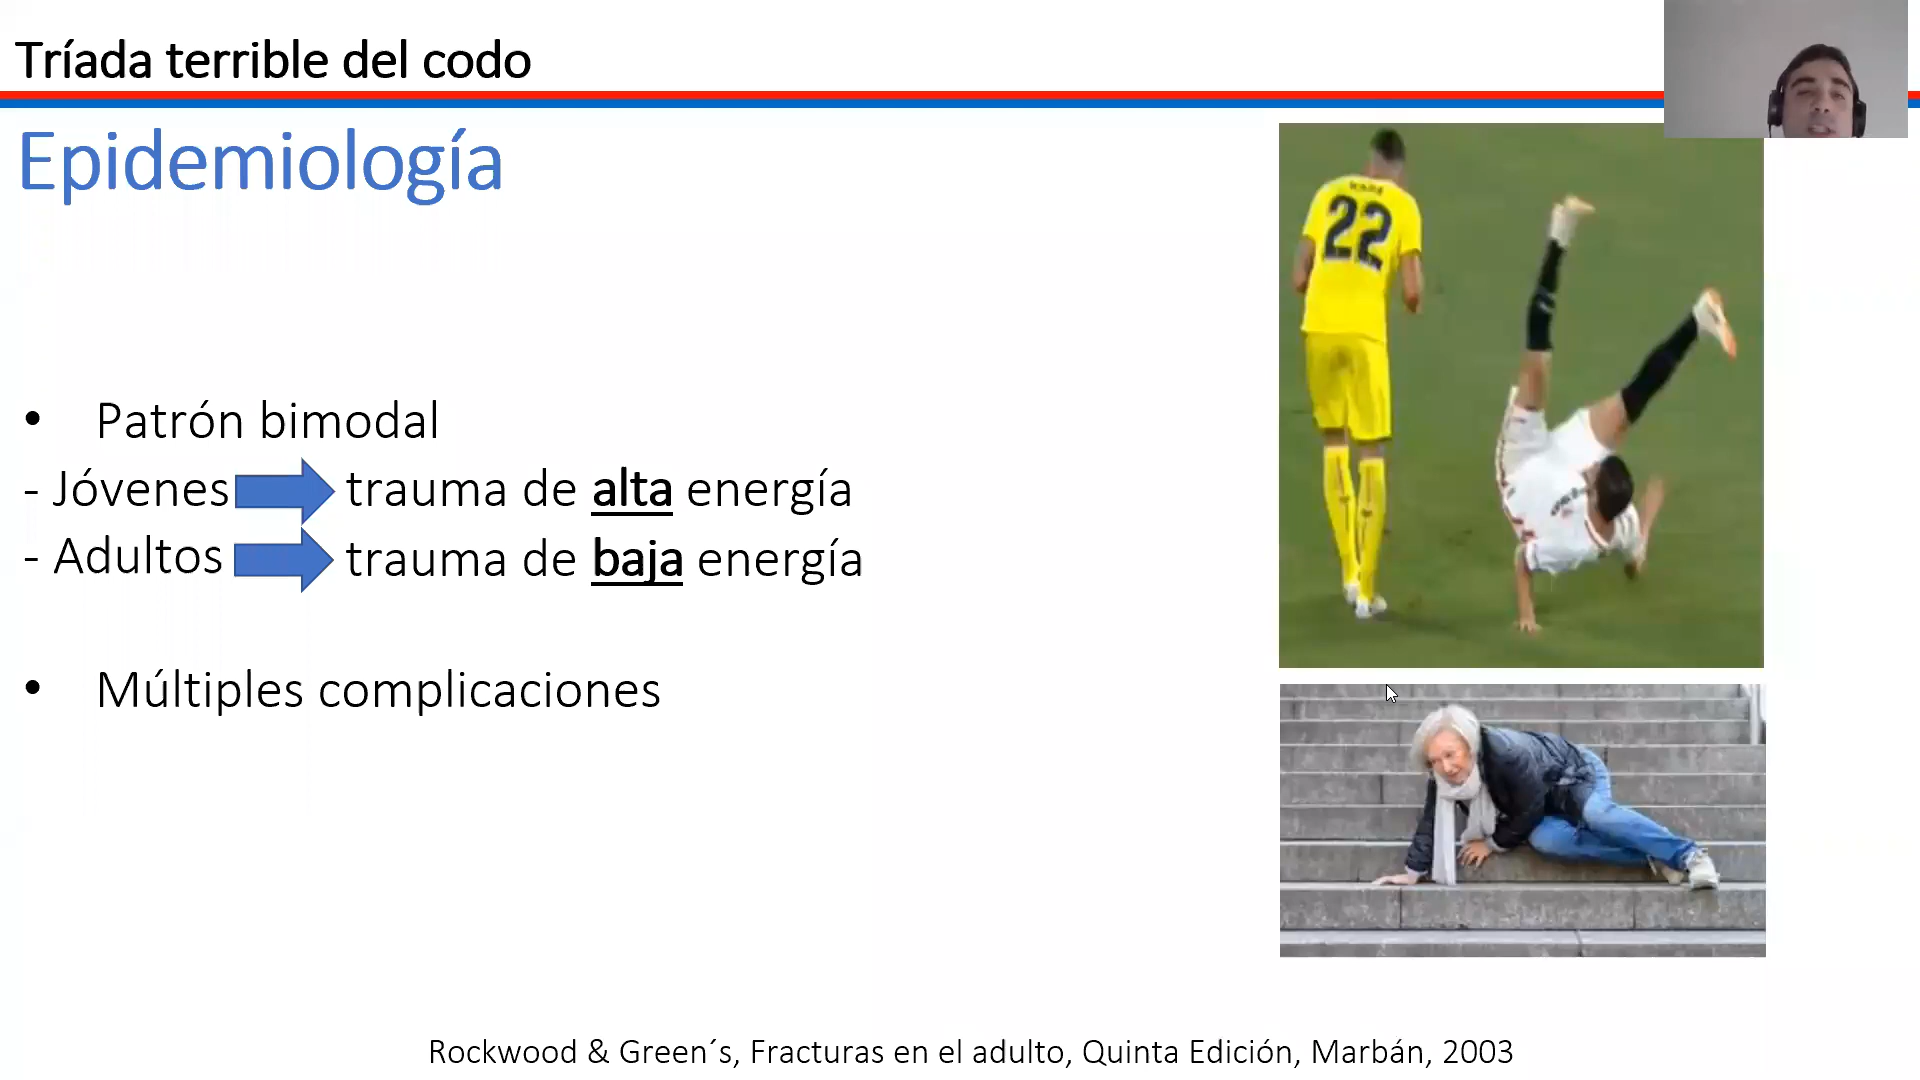 Tríada terrible del codo
Epidemiología
• Patrón bimodal
- Jóvenes trauma de alta energía
- Adultos trauma de baja energía
• Múltiples complicaciones
22
Rockwood & Green´s, Fracturas en el adulto, Quinta Edición, Marbán, 2003